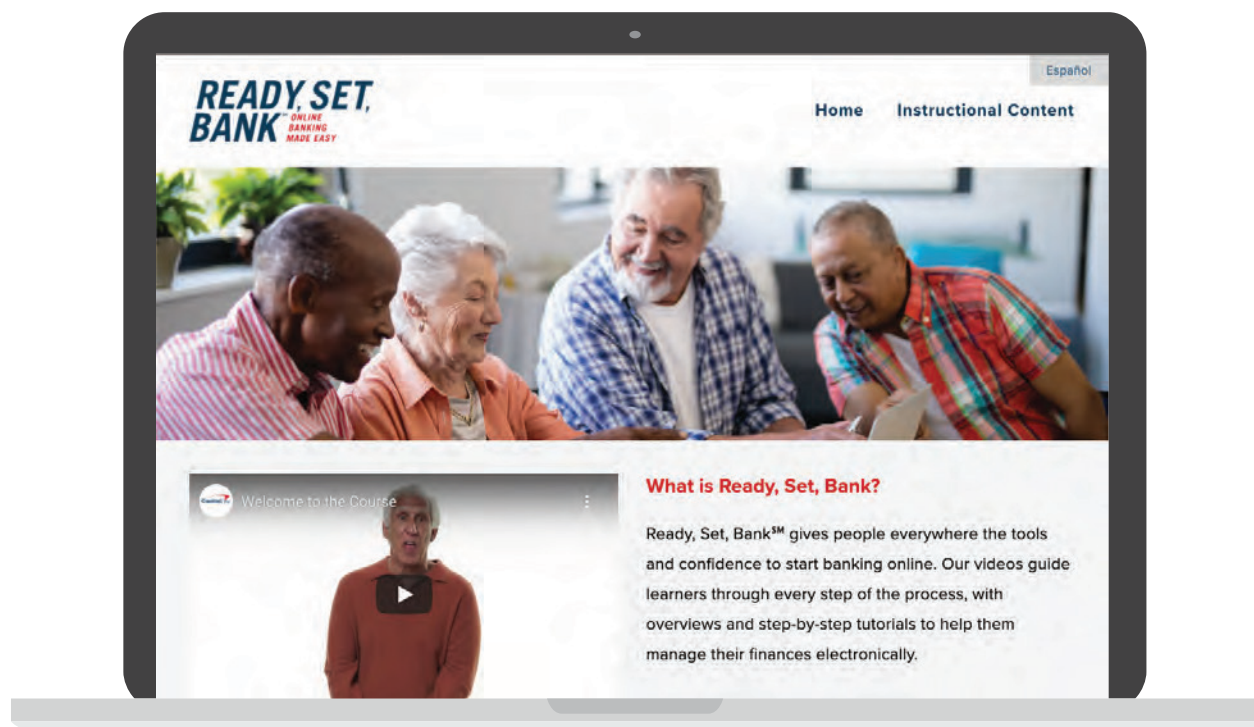 Español
READY, SET,
BANK℠ ONLINE
BANKING
MADE EASY
Home Instructional Content
Welcome to the Course
What is Ready, Set, Bank?
Ready, Set, Bank℠ gives people everywhere the tools
and confidence to start banking online. Our videos guide
learners through every step of the process, with
overviews and step-by-step tutorials to help them
manage their finances electronically.